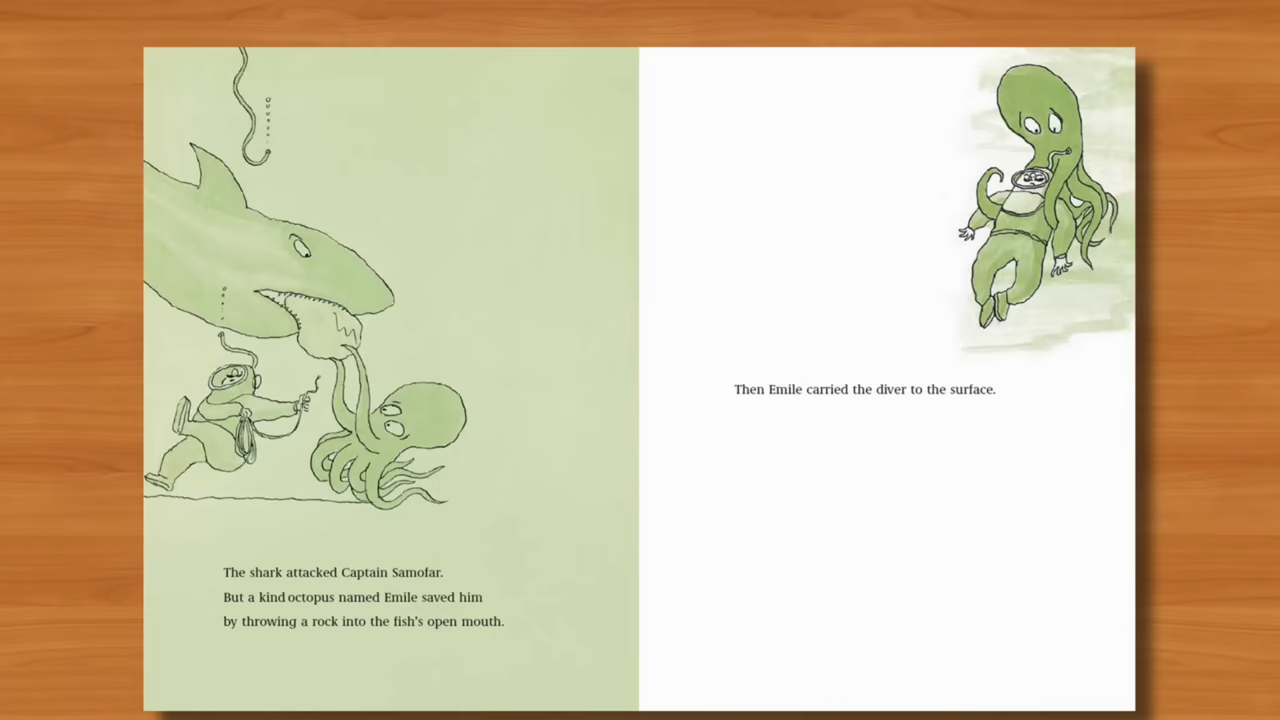 The shark attacked Captain Samofar.
But a kind octopus named Emile saved him
by throwing a rock into the fish's open mouth.
Then Emile carried the diver to the surface.